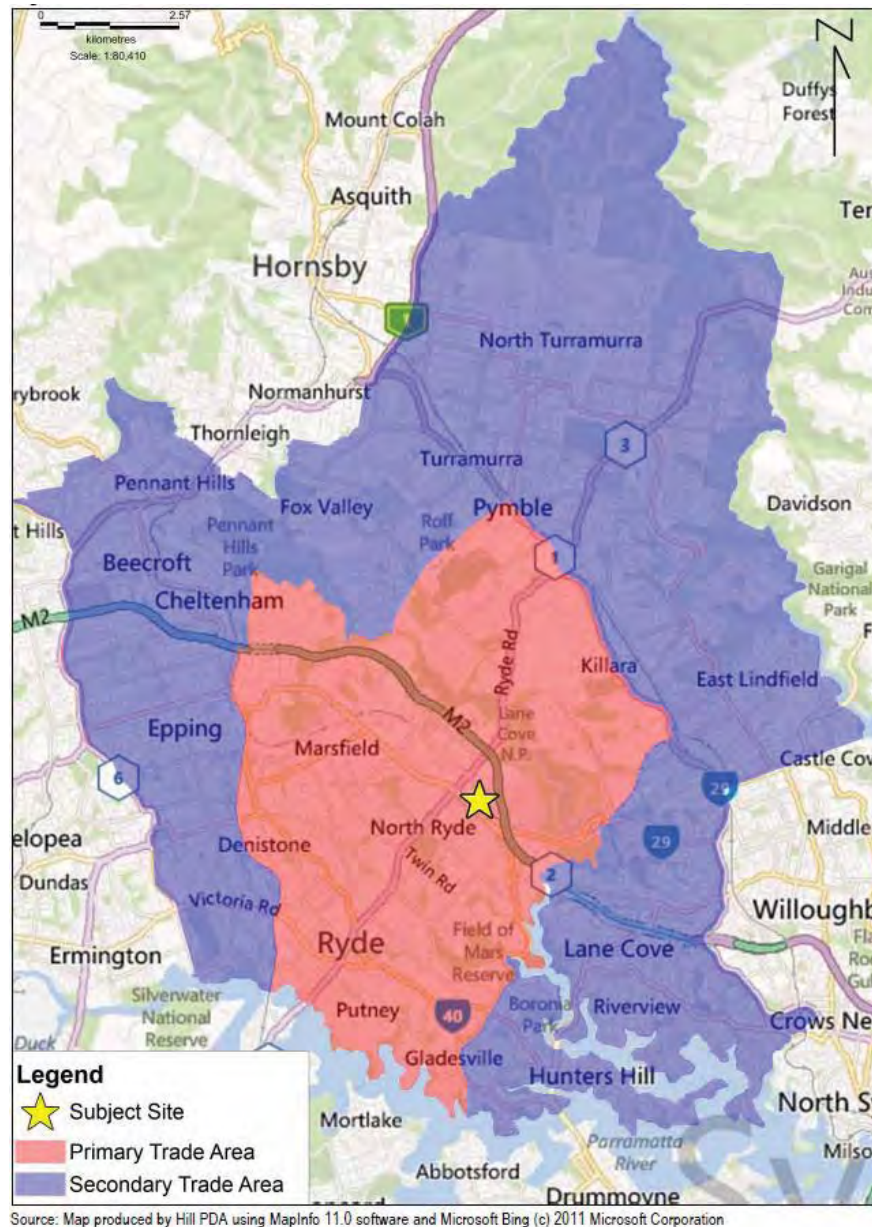 0 2.57
kilometres
Scale: 1:80,410
N
Duffys
Forest
Mount Colah
Asquith
Hornsby
Ter
1
North Turramurra
Normanhurst
rybrook
Thornleigh
3
Turramurra
Pennant Hills
Fox Valley
Pymble
Davidson
t Hills
Pennant
Hills
Park
Roff
Park
Beecroft
1
Garigal
National
Park
Cheltenham
M2
Ryde Rd
Killara
East Lindfield
Epping
Marsfield
M2
Lane
Cove
N.P.
Castle Cov
6
29
elopea
North Ryde
Middle
Denistone
29
Dundas
Twin Rd
2
Victoria Rd
Willoughb
Ryde
Field of
Mars
Reserve
Lane Cove
Ermington
Silverwater
National
Reserve
Putney
40
Boronia
Park
Riverview
Crows Ne
Duck
Gladesville
Hunters Hill
Legend
Subject Site
Primary Trade Area
Secondary Trade Area
North S
Mortlake
Parramatta
River
Milso
Abbotsford
Drummoyne
Source: Map produced by Hill PDA using MapInfo 11.0 software and Microsoft Bing (c) 2011 Microsoft Corporation